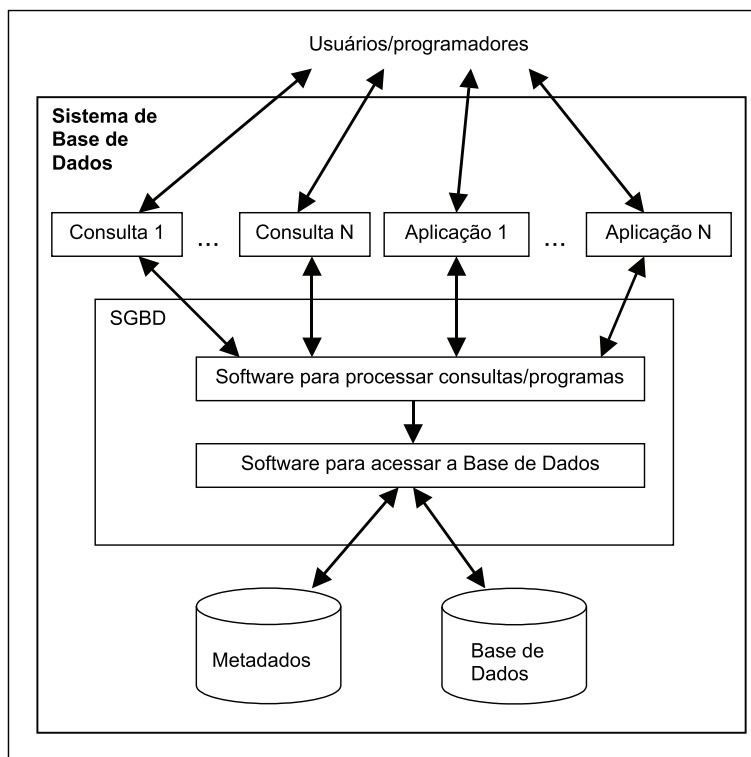 Usuários/programadores
Sistema de
Base de
Dados
Consulta 1
...
Consulta N
Aplicação 1
...
Aplicação N
SGBD
Software para processar consultas/programas
Software para acessar a Base de Dados
Metadados
Base de
Dados